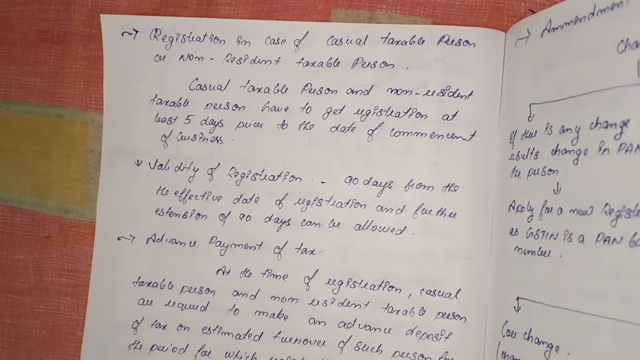 → Registration in case of Casual taxable Person
or Non-Resident taxable Person.
Casual taxable Person and non-resident
taxable person have to get registration at
least 5 days prior to the date of commencement
of business.
Validity of Registration. - 90 days from the
the effective date of registration and further
extension of 90 days can be allowed.
→ Advance Payment of tax
At the time of registration, casual
taxable person and non resident taxable person
are required to make an advance deposit
of tax on estimated turnover of such person for
the period for which
→ Ammendment
Chan
If there is any change
results change in PAN
the person
↓
Apply for a new Regist
as GSTIN is a PAN ba
number.
Core change.